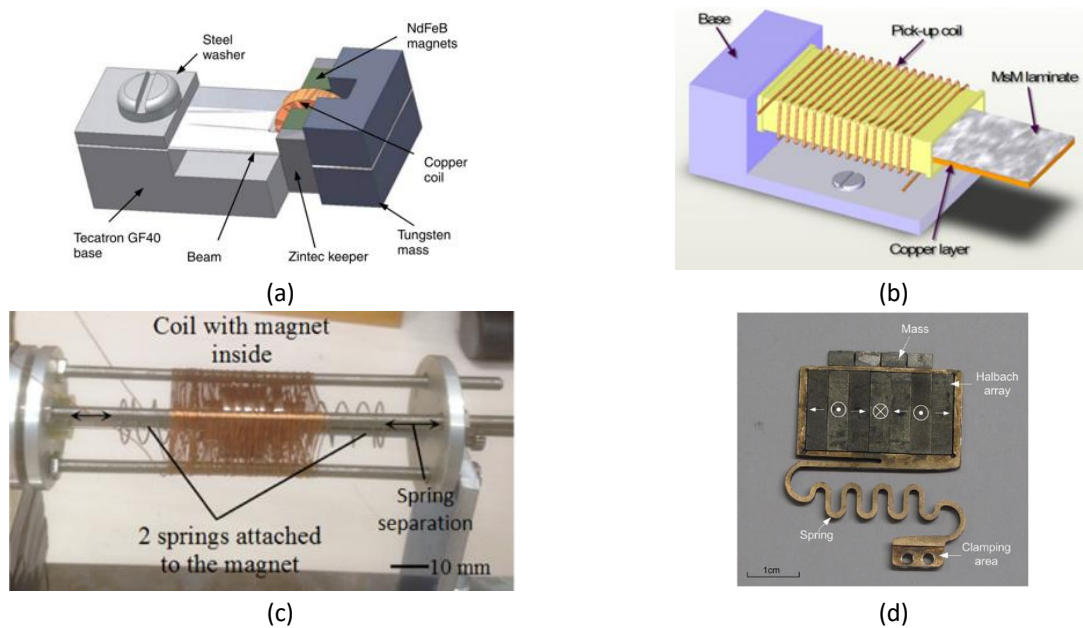 Steel
washer
NdFeB
magnets
Copper
coil
Tecatron GF40
base
Beam
Zintec keeper
Tungsten
mass
(a)
Base
Pick-up coil
MsM laminate
Copper layer
(b)
Coil with magnet
inside
Spring
separation
2 springs attached
to the magnet
10 mm
(c)
Mass
Halbach
array
Spring
Clamping
area
1cm
(d)